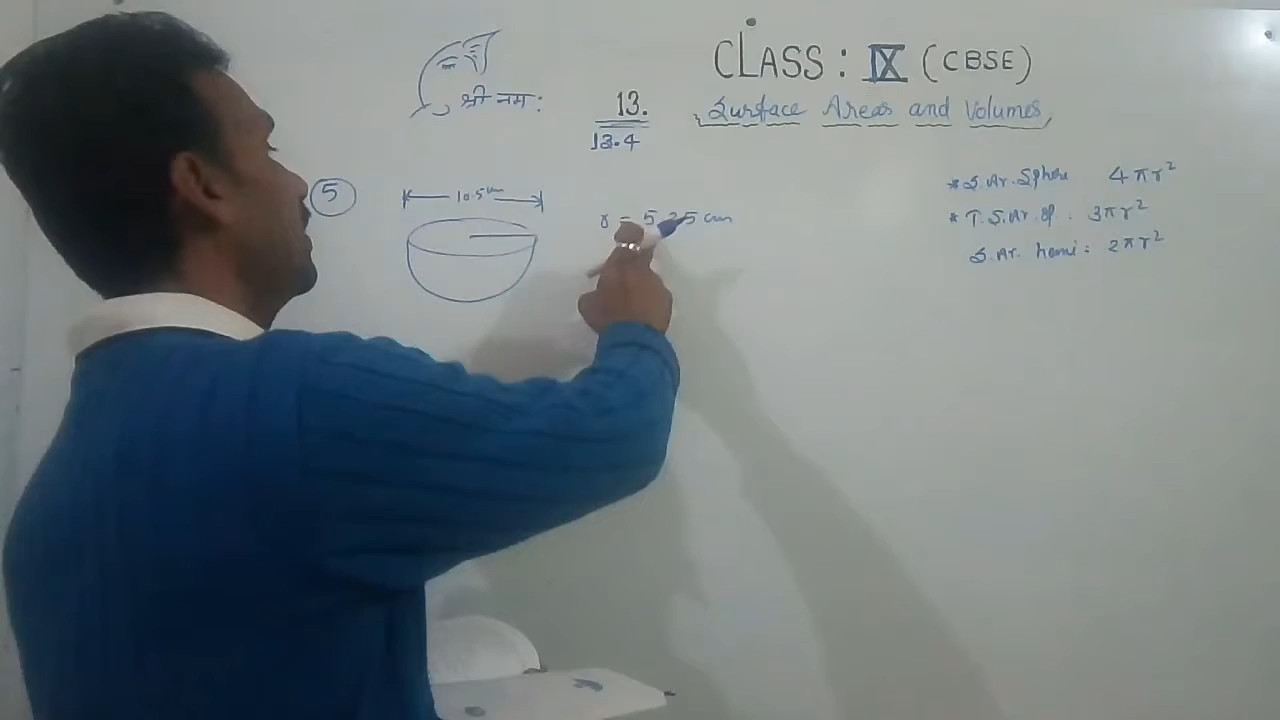 CLASS : IX (CBSE)
श्री नम :
13. Surface Areas and Volumes
13.4
5
10.5 cm
r = 5.25 cm
* S.Ar. Sphere 4πr²
* T.S.Ar. of 3πr²
S.Ar. hemi = 2πr²